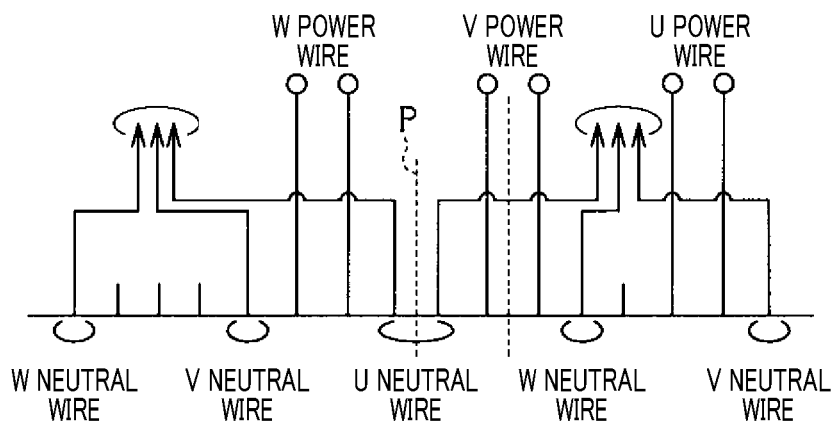 W POWER
WIRE
V POWER
WIRE
U POWER
WIRE
P
W NEUTRAL
WIRE
V NEUTRAL
WIRE
U NEUTRAL
WIRE
W NEUTRAL
WIRE
V NEUTRAL
WIRE